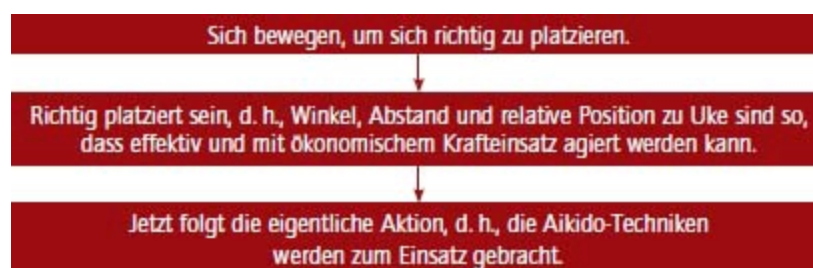 Sich bewegen, um sich richtig zu platzieren.
Richtig platziert sein, d. h., Winkel, Abstand und relative Position zu Uke sind so,
dass effektiv und mit ökonomischem Krafteinsatz agiert werden kann.
Jetzt folgt die eigentliche Aktion, d. h., die Aikido-Techniken
werden zum Einsatz gebracht.